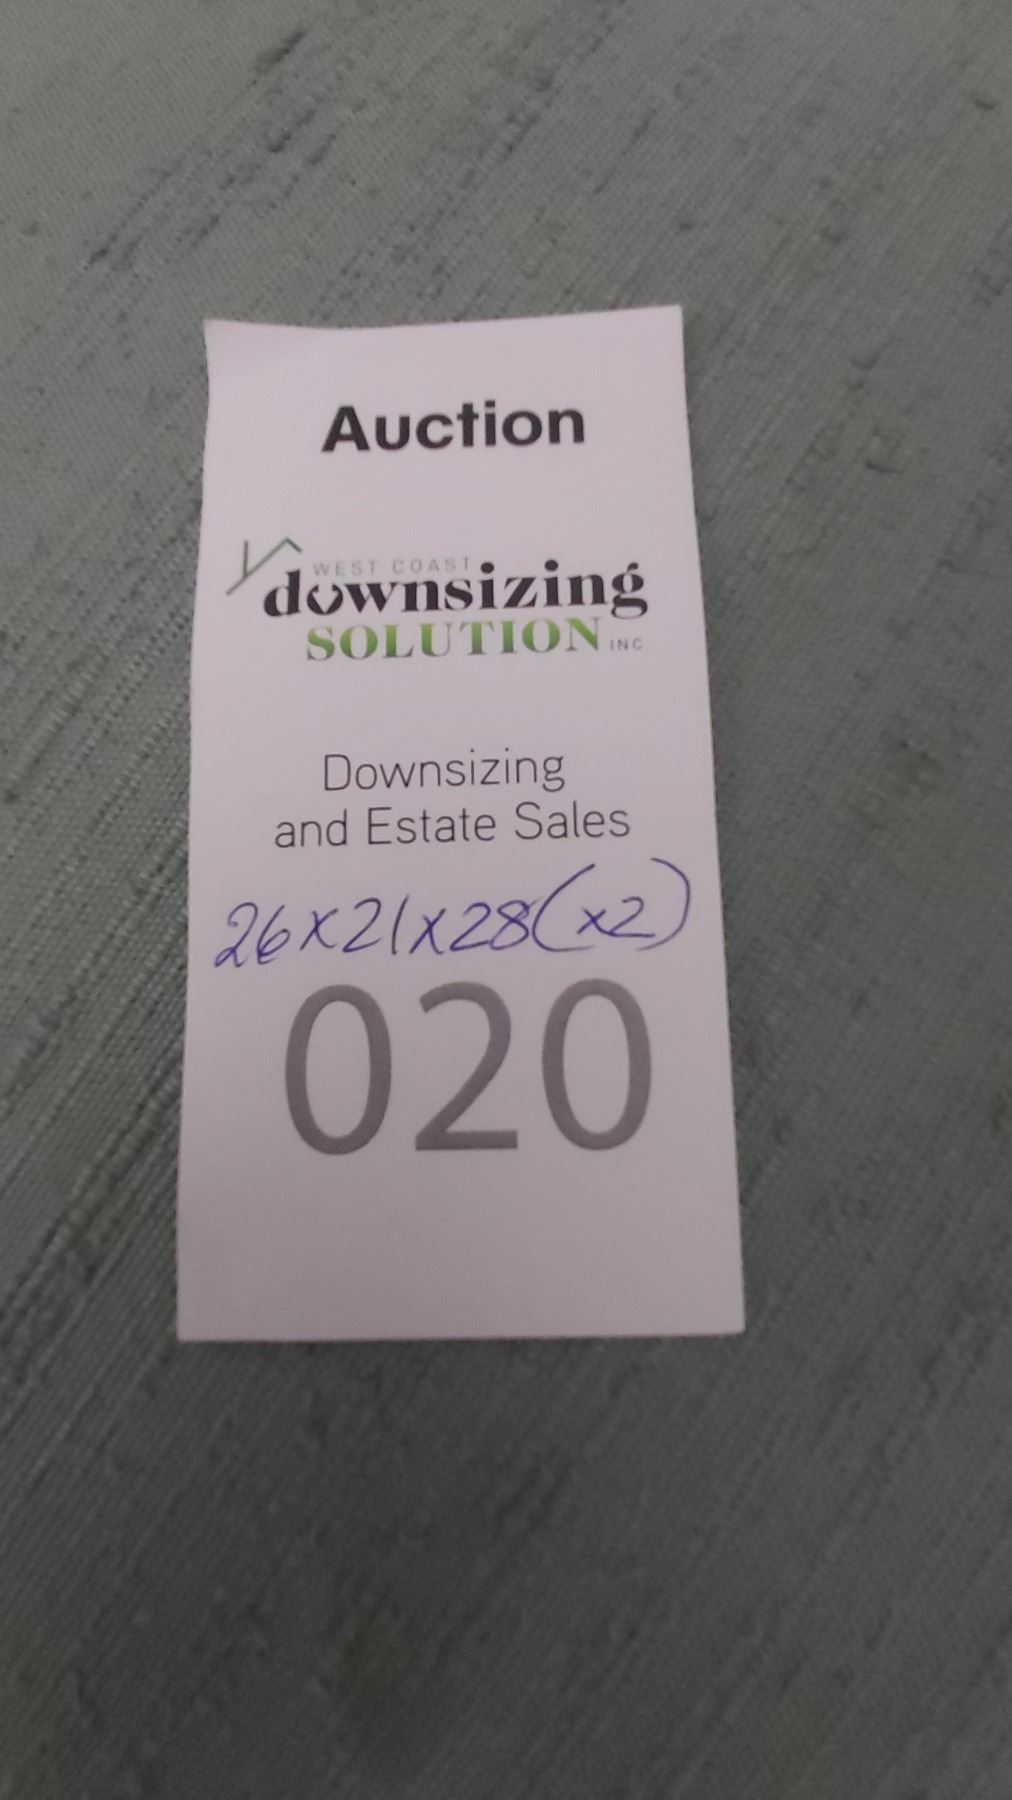 Auction
WEST COAST
downsizing
SOLUTION INC
Downsizing
and Estate Sales
26x21x28(x2)
020